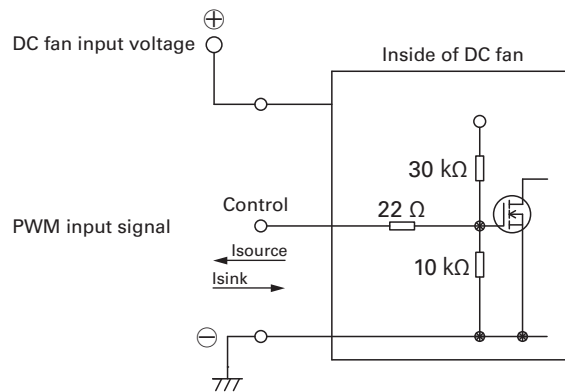 ⊕
DC fan input voltage
Inside of DC fan
30 kΩ
Control
22 Ω
PWM input signal
Isource
Isink
10 kΩ
⊖